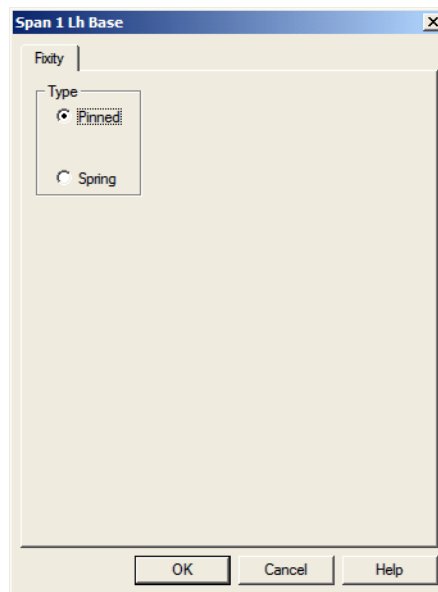 Span 1 Lh Base
Fixity
Type
Pinned
Spring
OK Cancel Help